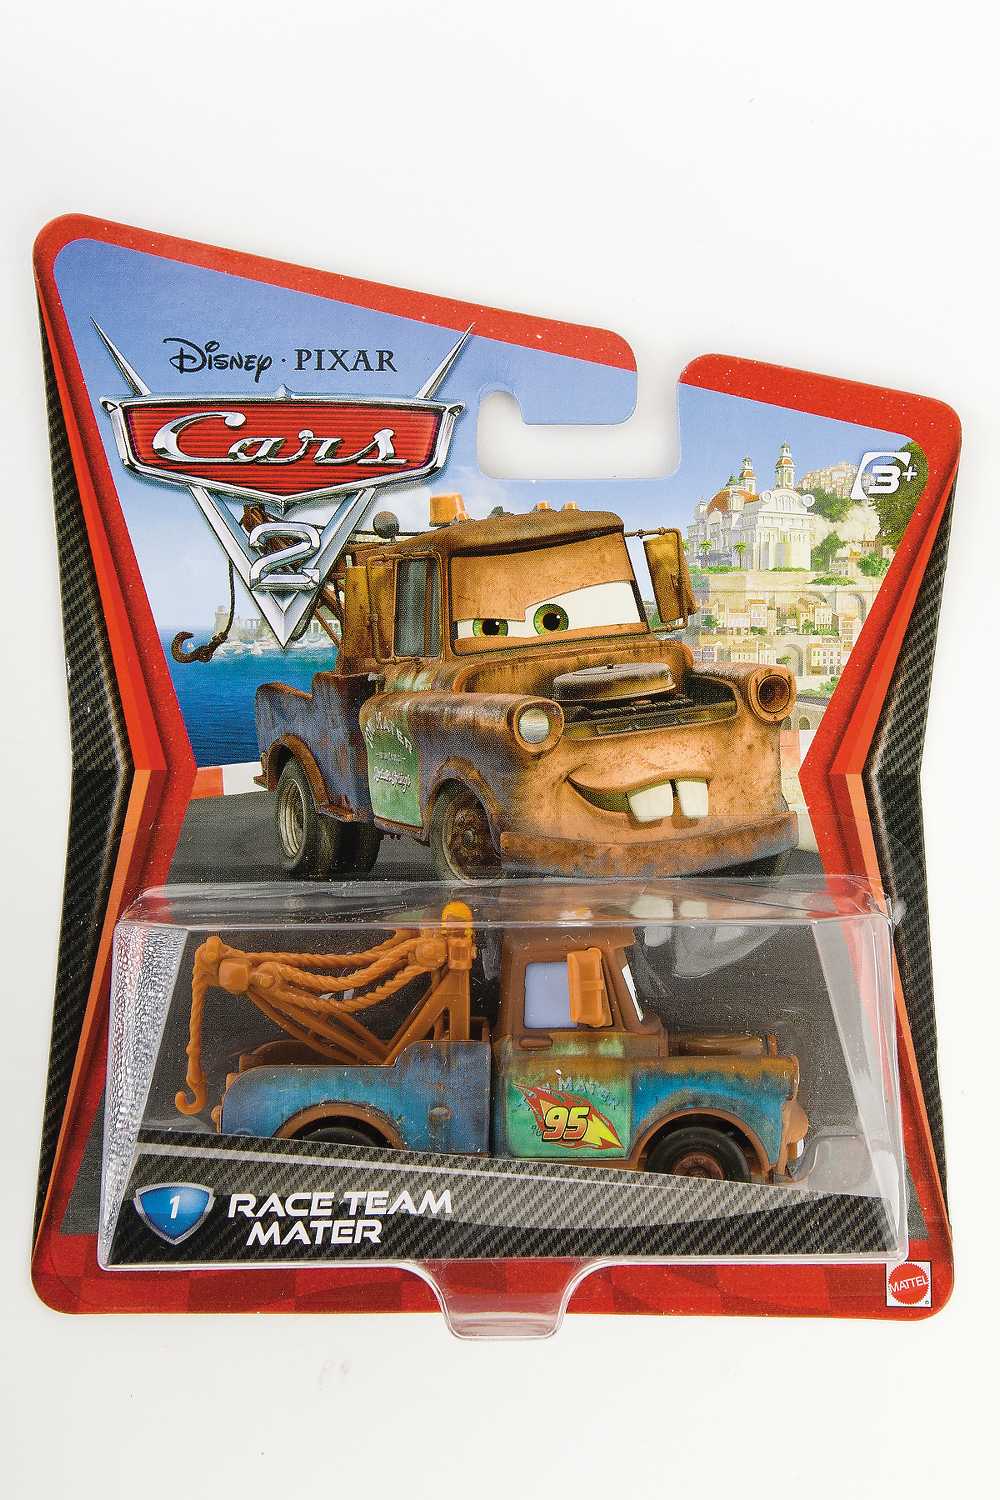 Disney · PIXAR
Cars
2
3+
95
1
RACE TEAM
MATER
MATTEL